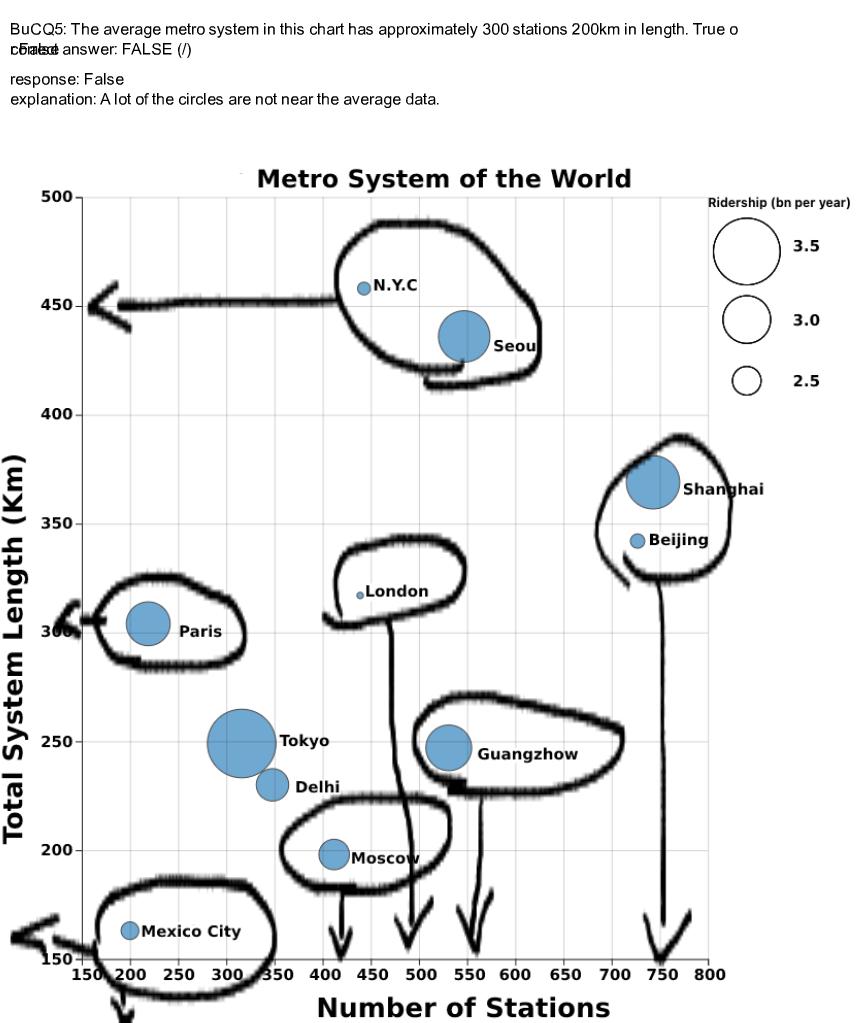 BuCQ5: The average metro system in this chart has approximately 300 stations 200km in length. True o
r False
correct answer: FALSE (/)
response: False
explanation: A lot of the circles are not near the average data.
Metro System of the World
Ridership (bn per year)
3.5
3.0
2.5
500
450
400
350
300
250
200
150
Total System Length (Km)
N.Y.C
Seou
Shanghai
Beijing
London
Paris
Tokyo
Guangzhow
Delhi
Moscow
Mexico City
150 200 250 300 350 400 450 500 550 600 650 700 750 800
Number of Stations